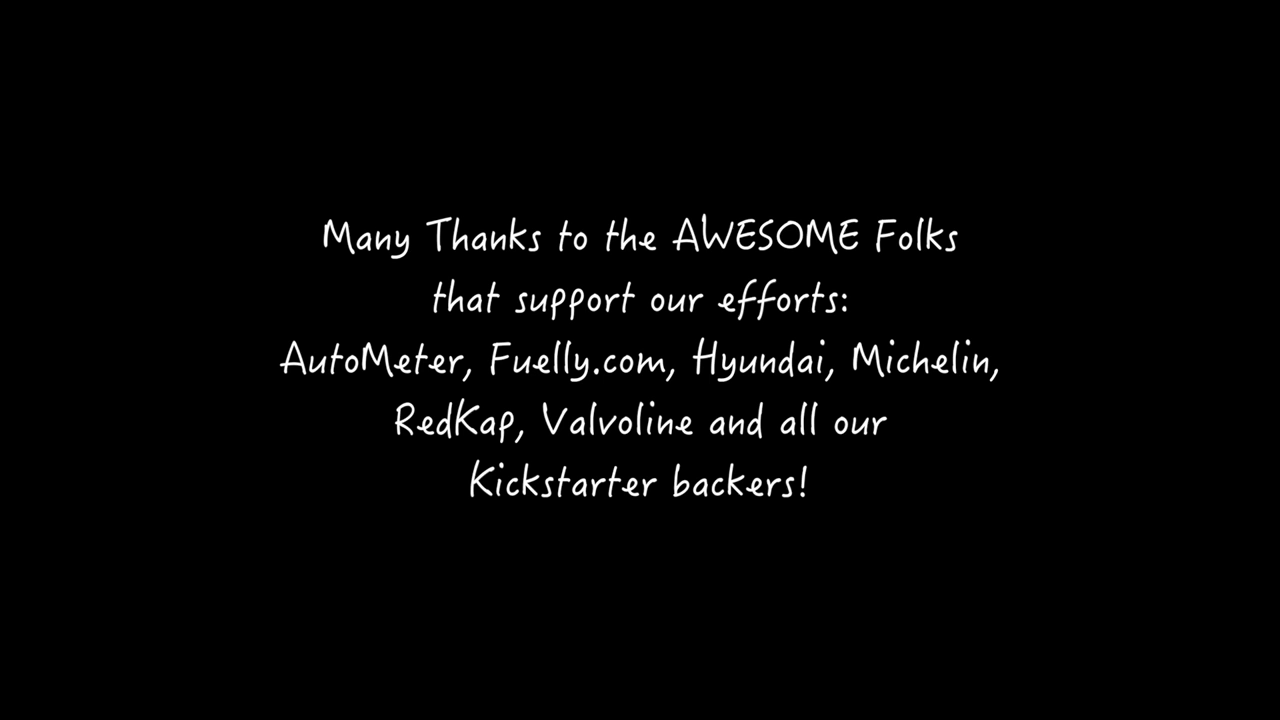 Many Thanks to the AWESOME Folks
that support our efforts:
AutoMeter, Fuelly.com, Hyundai, Michelin,
RedKap, Valvoline and all our
Kickstarter backers!